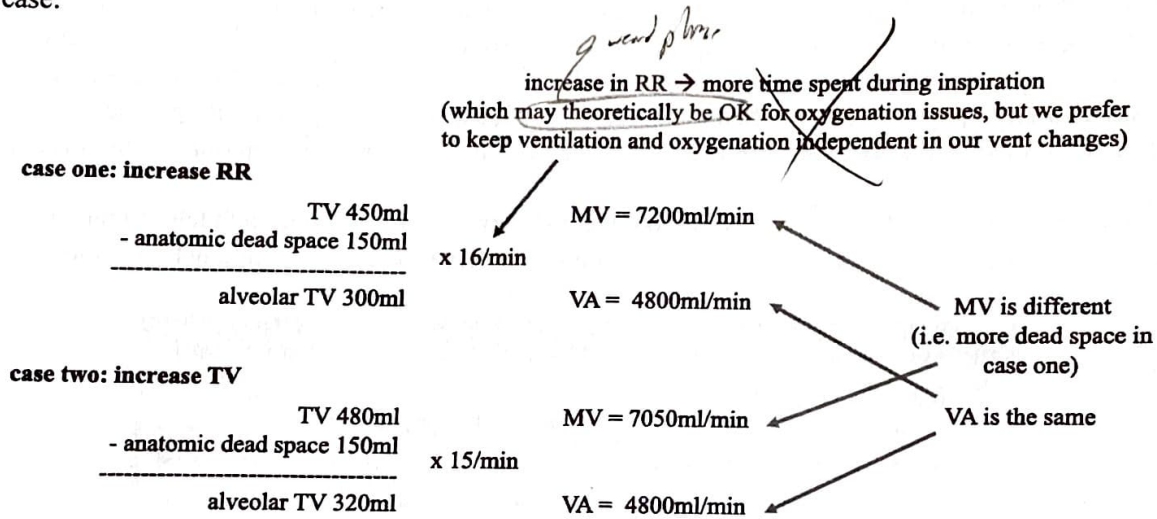 case:
increase in RR → more time spent during inspiration
(which may theoretically be OK for oxygenation issues, but we prefer
to keep ventilation and oxygenation independent in our vent changes)
case one: increase RR
TV 450ml
- anatomic dead space 150ml
x 16/min
--------------------------------
alveolar TV 300ml
MV = 7200ml/min
VA = 4800ml/min
MV is different
(i.e. more dead space in
case one)
case two: increase TV
TV 480ml
- anatomic dead space 150ml
x 15/min
--------------------------------
alveolar TV 320ml
MV = 7050ml/min
VA = 4800ml/min
VA is the same